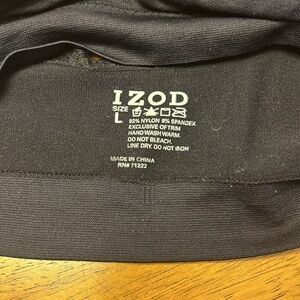 IZOD
SIZE
L
92% NYLON 8% SPANDEX
EXCLUSIVE OF TRIM
HAND WASH WARM.
DO NOT BLEACH.
LINE DRY. DO NOT IRON
MADE IN CHINA
RN# 71222